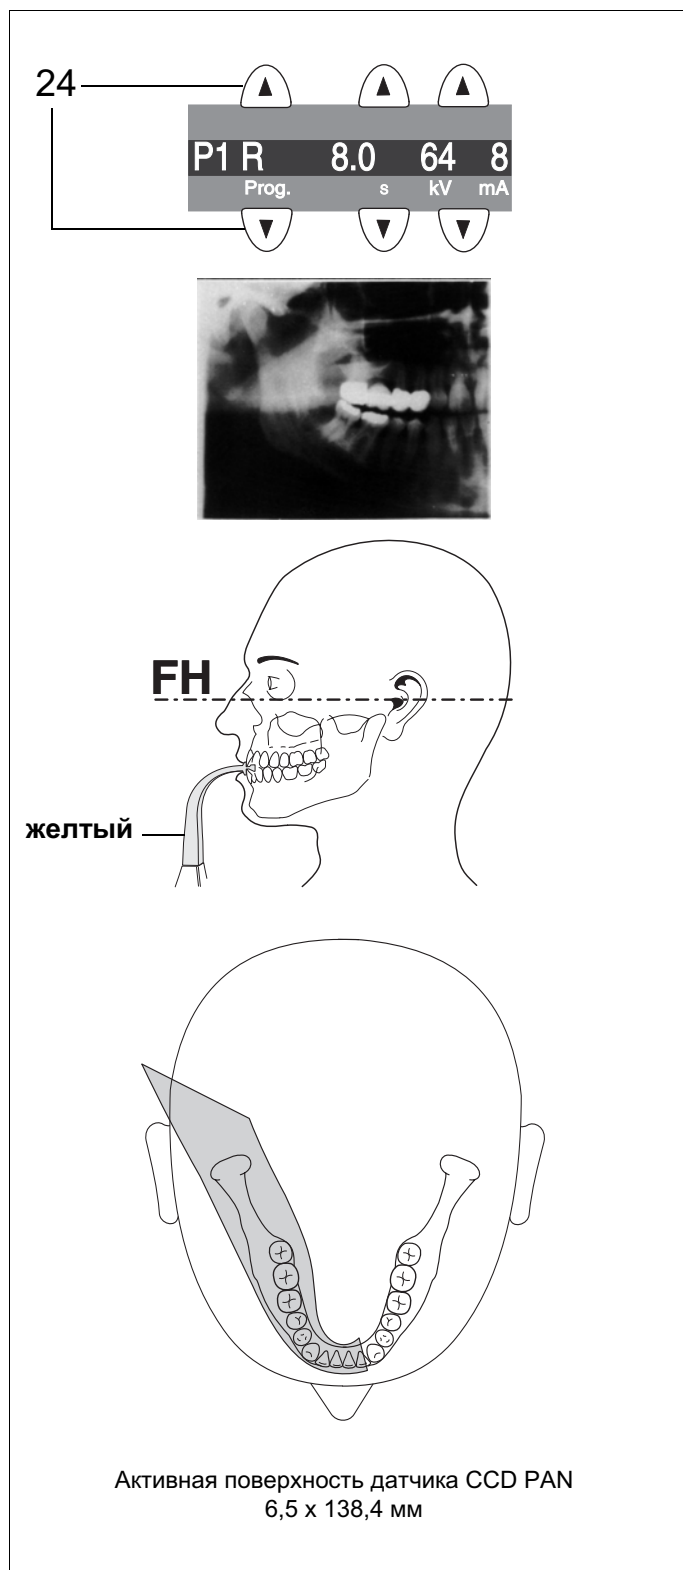 24
P1 R 8.0 64 8
Prog. s kV mA
FH
желтый
Активная поверхность датчика CCD PAN
6,5 x 138,4 мм